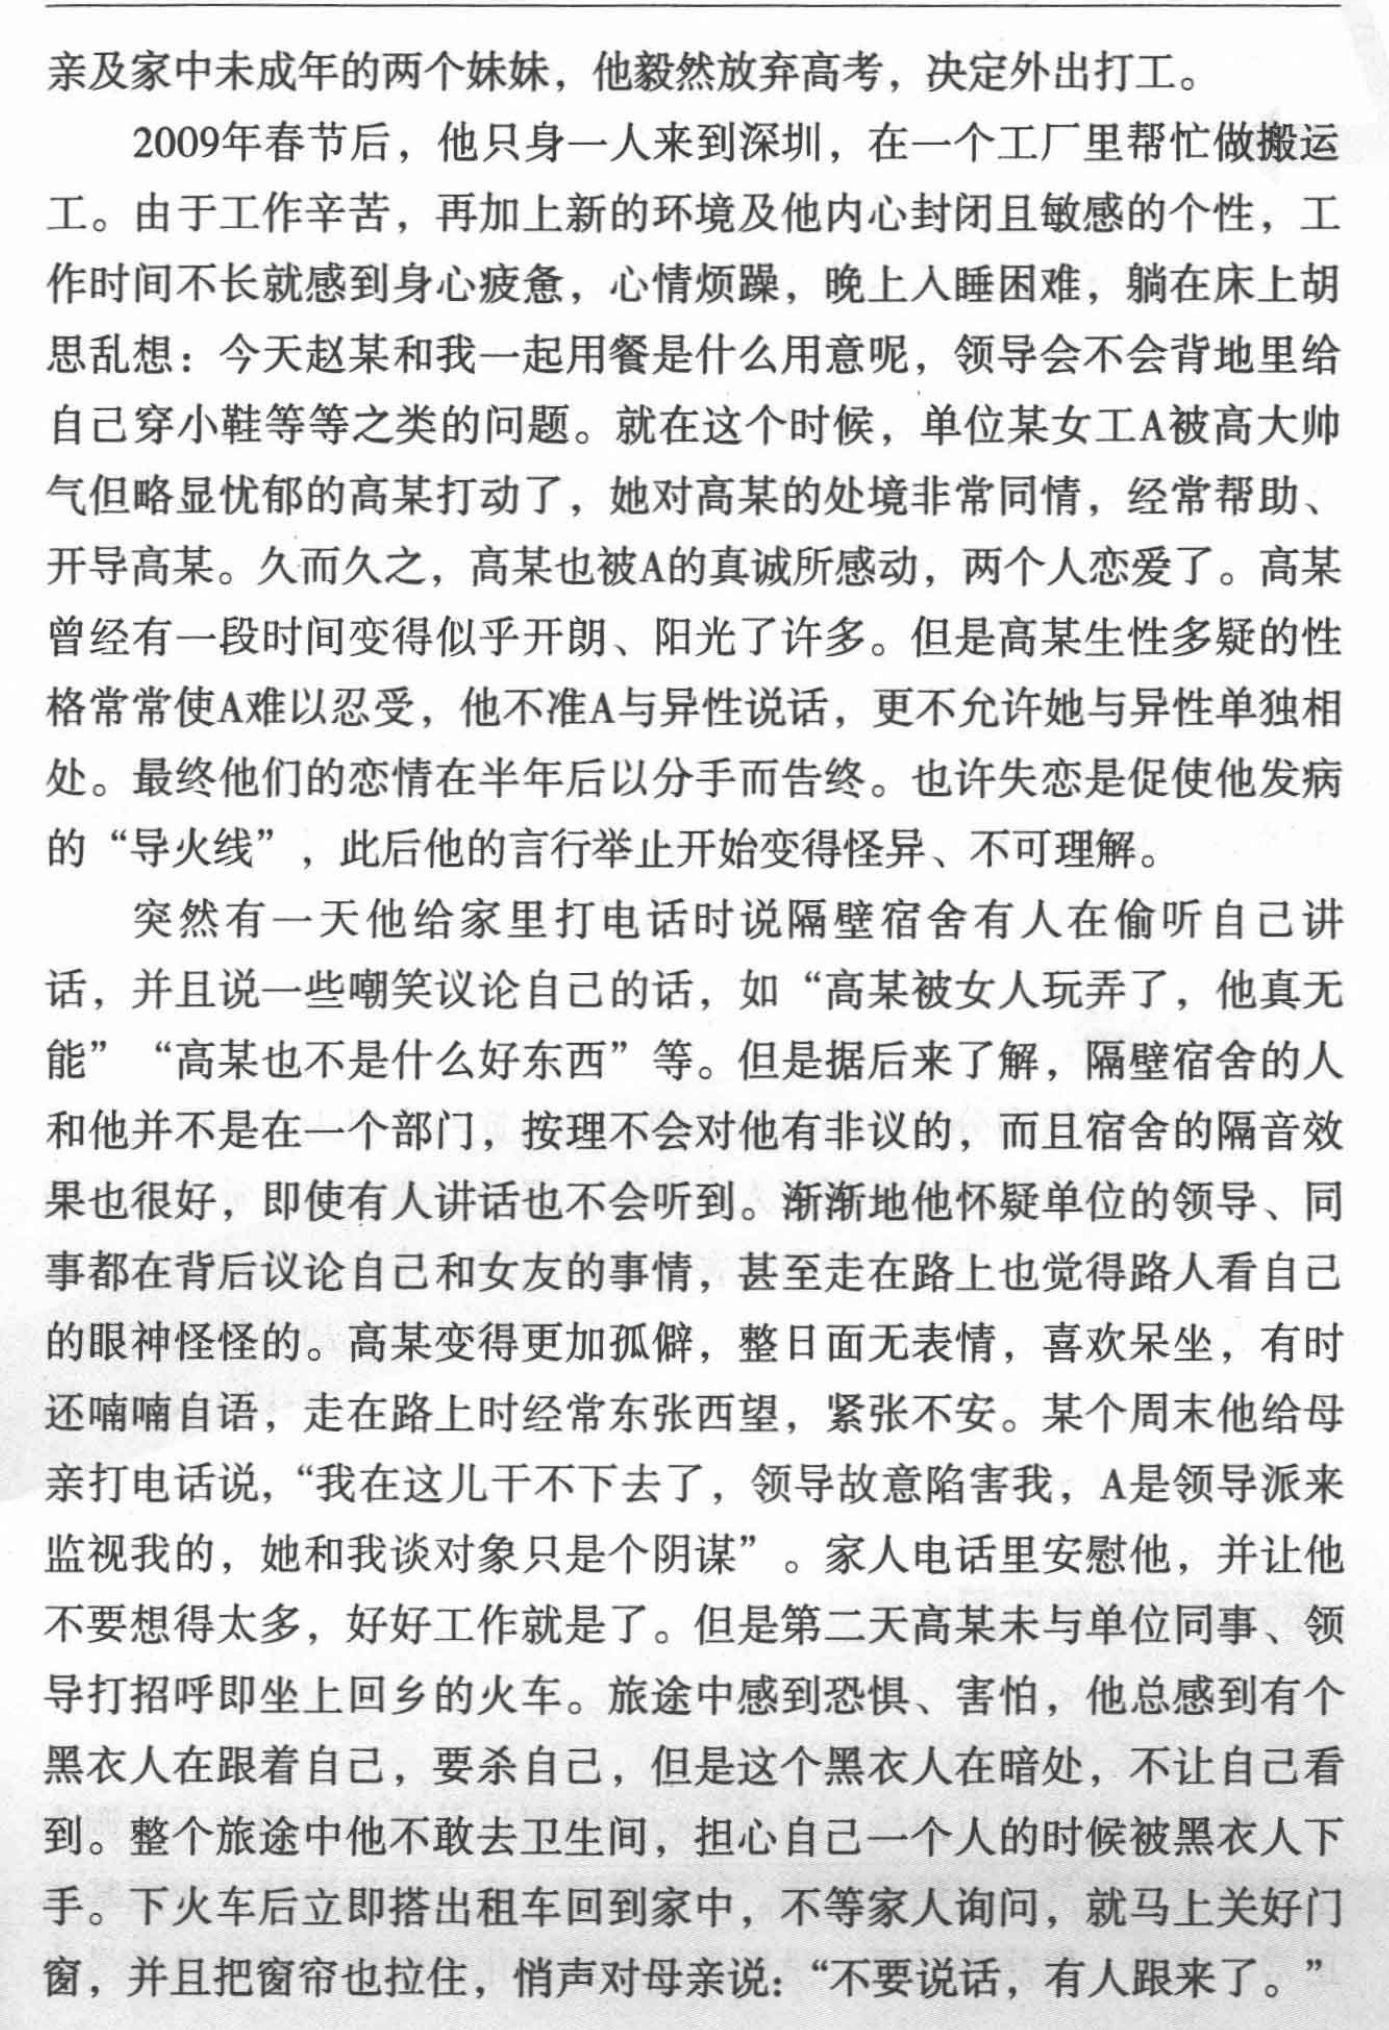 亲及家中未成年的两个妹妹，他毅然放弃高考，决定外出打工。
2009年春节后，他只身一人来到深圳，在一个工厂里帮忙做搬运
工。由于工作辛苦，再加上新的环境及他内心封闭且敏感的个性，工
作时间不长就感到身心疲惫，心情烦躁，晚上入睡困难，躺在床上胡
思乱想：今天赵某和我一起用餐是什么用意呢，领导会不会背地里给
自己穿小鞋等等之类的问题。就在这个时候，单位某女工A被高大帅
气但略显忧郁的高某打动了，她对高某的处境非常同情，经常帮助、
开导高某。久而久之，高某也被A的真诚所感动，两个人恋爱了。高某
曾经有一段时间变得似乎开朗、阳光了许多。但是高某生性多疑的性
格常常使A难以忍受，他不准A与异性说话，更不允许她与异性单独相
处。最终他们的恋情在半年后以分手而告终。也许失恋是促使他发病
的“导火线”，此后他的言行举止开始变得怪异、不可理解。
突然有一天他给家里打电话时说隔壁宿舍有人在偷听自己讲
话，并且说一些嘲笑议论自己的话，如“高某被女人玩弄了，他真无
能”“高某也不是什么好东西”等。但是据后来了解，隔壁宿舍的人
和他并不是在一个部门，按理不会对他有非议的，而且宿舍的隔音效
果也很好，即使有人讲话也不会听到。渐渐地他怀疑单位的领导、同
事都在背后议论自己和女友的事情，甚至走在路上也觉得路人看自己
的眼神怪怪的。高某变得更加孤僻，整日面无表情，喜欢呆坐，有时
还喃喃自语，走在路上时经常东张西望，紧张不安。某个周末他给母
亲打电话说，“我在这儿干不下去了，领导故意陷害我，A是领导派来
监视我的，她和我谈对象只是个阴谋”。家人电话里安慰他，并让他
不要想得太多，好好工作就是了。但是第二天高某未与单位同事、领
导打招呼即坐上回乡的火车。旅途中感到恐惧、害怕，他总感到有个
黑衣人在跟着自己，要杀自己，但是这个黑衣人在暗处，不让自己看
到。整个旅途中他不敢去卫生间，担心自己一个人的时候被黑衣人下
手。下火车后立即搭出租车回到家中，不等家人询问，就马上关好门
窗，并且把窗帘也拉住，悄声对母亲说：“不要说话，有人跟来了。”